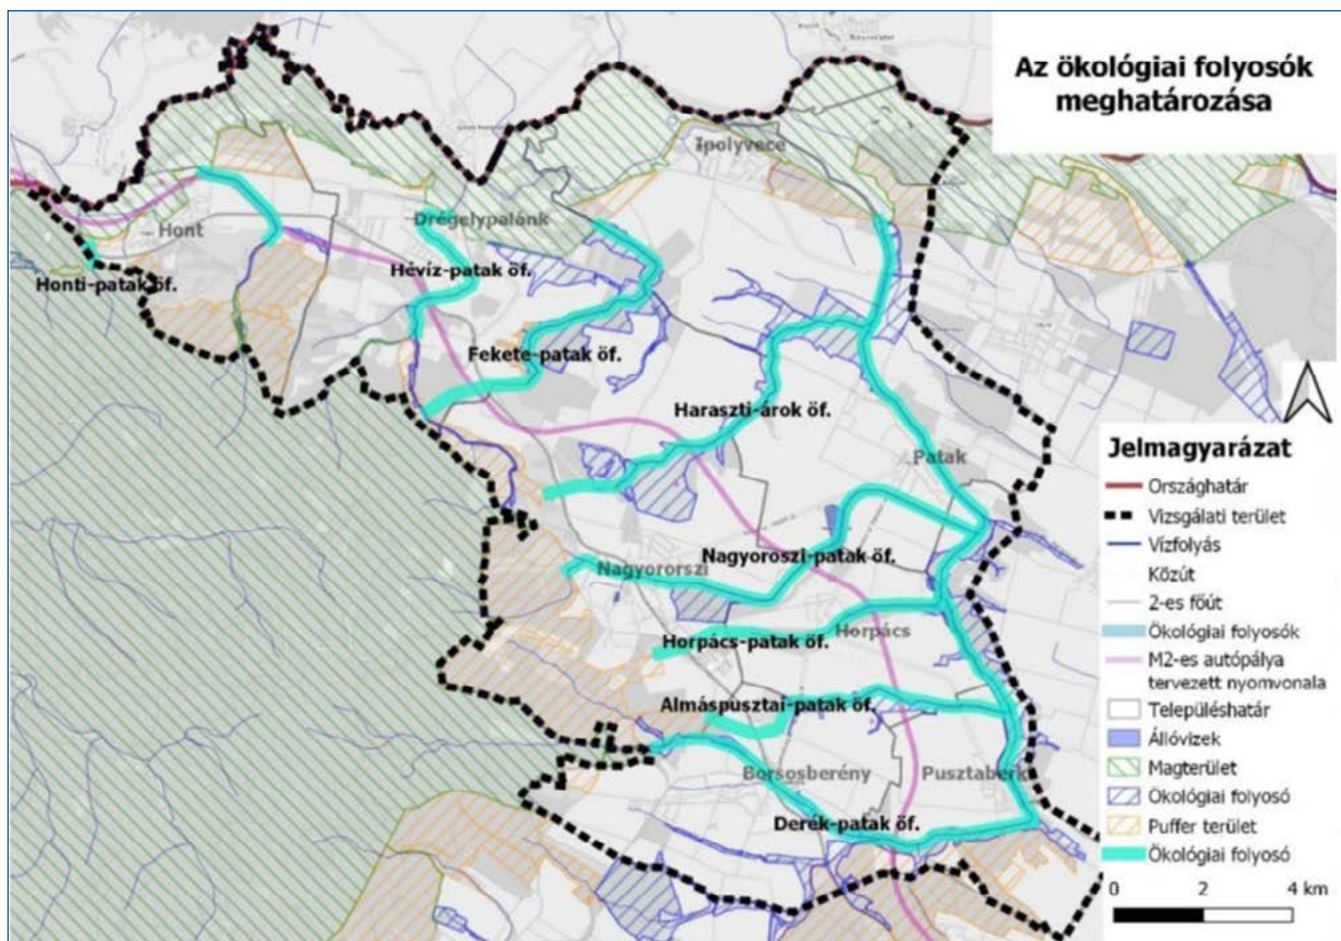 Az ökológiai folyosók
meghatározása
Ipolyvece
Drégelypalánk
Hont
Hévíz-patak öf.
Honti-patak öf.
Fekete-patak öf.
Haraszti-árok öf.
Patak
Nagyoroszi-patak öf.
Nagyororszi
Horpács
Horpács-patak öf.
Almáspusztai-patak öf.
Borsosberény
Pusztaberk
Derék-patak öf.
Jelmagyarázat
Országhatár
Vizsgálati terület
Vízfolyás
Közút
2-es főút
Ökológiai folyosók
M2-es autópálya
tervezett nyomvonala
Településhatár
Állóvizek
Magterület
Ökológiai folyosó
Puffer terület
Ökológiai folyosó
0 2 4 km